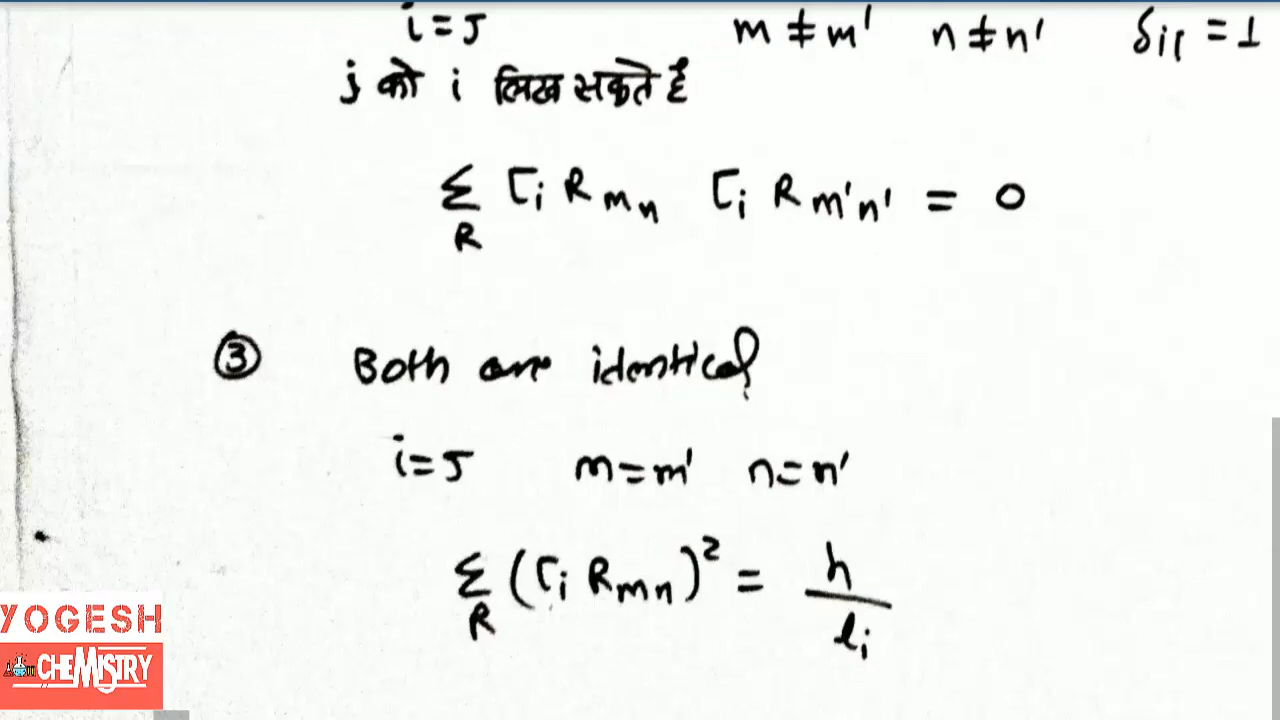 i = J m ≠ m' n ≠ n' δii = 1
j को i लिख सकते हैं
Σ Γi Rmn Γi Rm'n' = 0
R
③ Both are identical
i = J m = m' n = n'
Σ (Γi Rmn)² = h
R li
YOGESH
CHEMISTRY